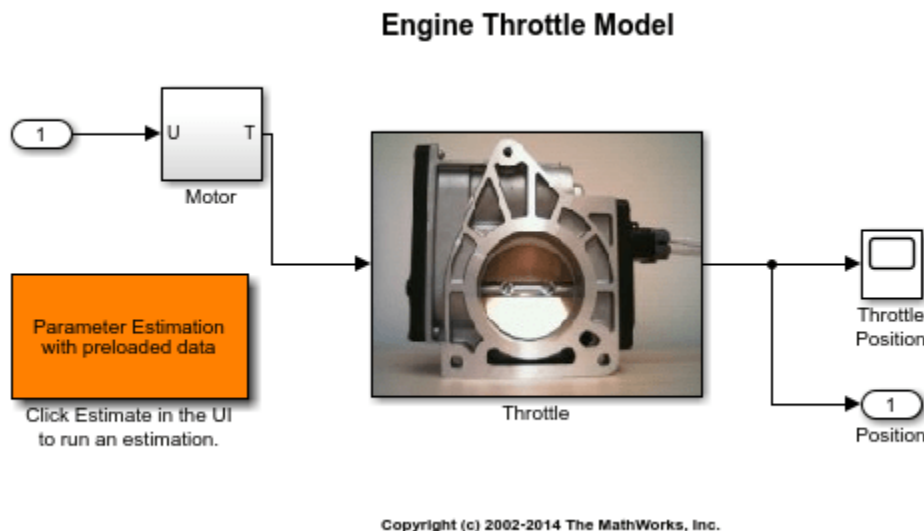 Engine Throttle Model
1
U T
Motor
Parameter Estimation
with preloaded data
Click Estimate in the UI
to run an estimation.
Throttle
Throttle
Position
1
Position
Copyright (c) 2002-2014 The MathWorks, Inc.